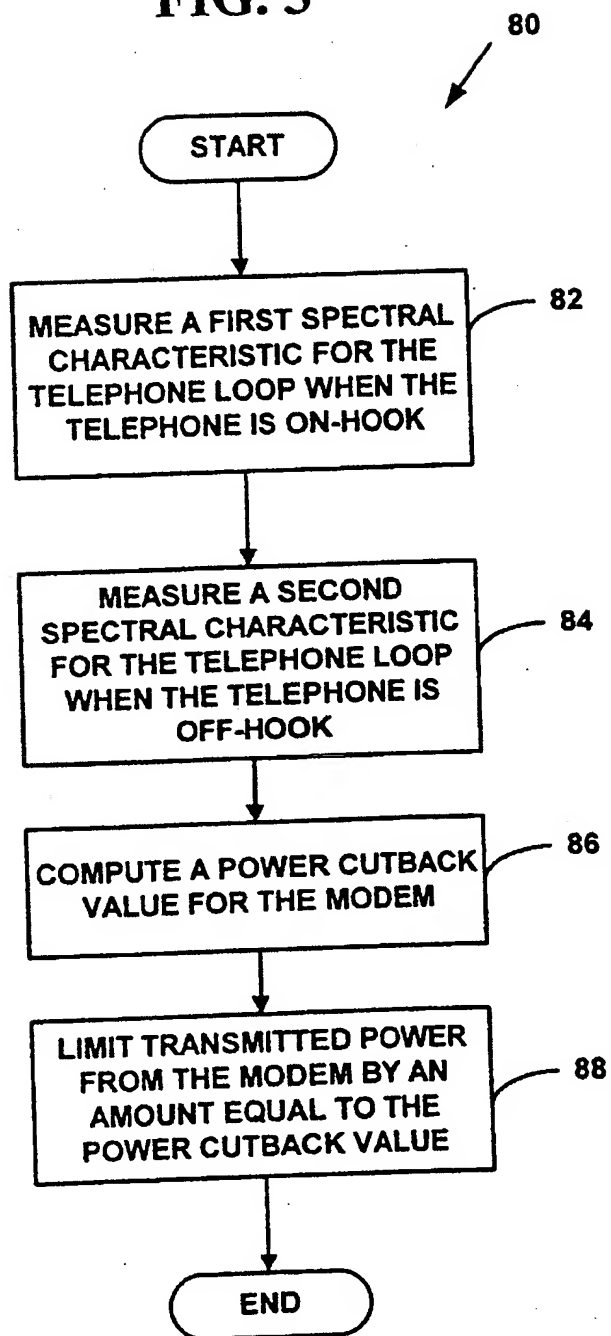 FIG. 3
80
START
MEASURE A FIRST SPECTRAL
CHARACTERISTIC FOR THE
TELEPHONE LOOP WHEN THE
TELEPHONE IS ON-HOOK
82
MEASURE A SECOND
SPECTRAL CHARACTERISTIC
FOR THE TELEPHONE LOOP
WHEN THE TELEPHONE IS
OFF-HOOK
84
COMPUTE A POWER CUTBACK
VALUE FOR THE MODEM
86
LIMIT TRANSMITTED POWER
FROM THE MODEM BY AN
AMOUNT EQUAL TO THE
POWER CUTBACK VALUE
88
END